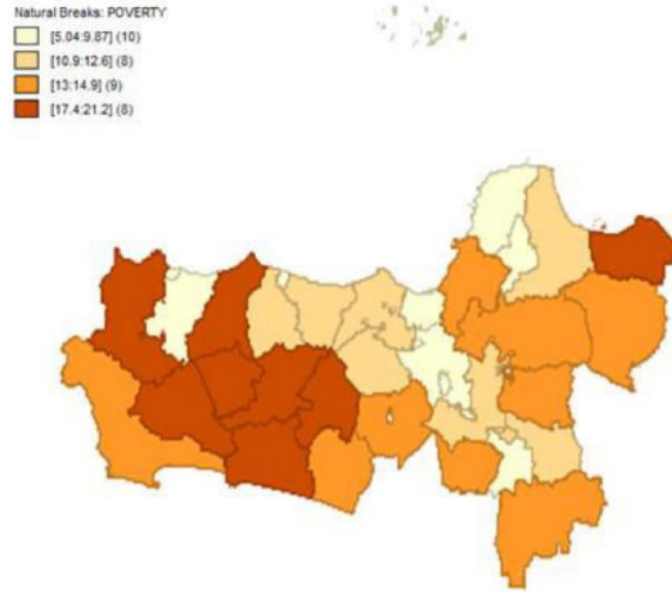 Natural Breaks: POVERTY
[5.04:9.87] (10)
[10.9:12.6] (8)
[13:14.9] (9)
[17.4:21.2] (8)